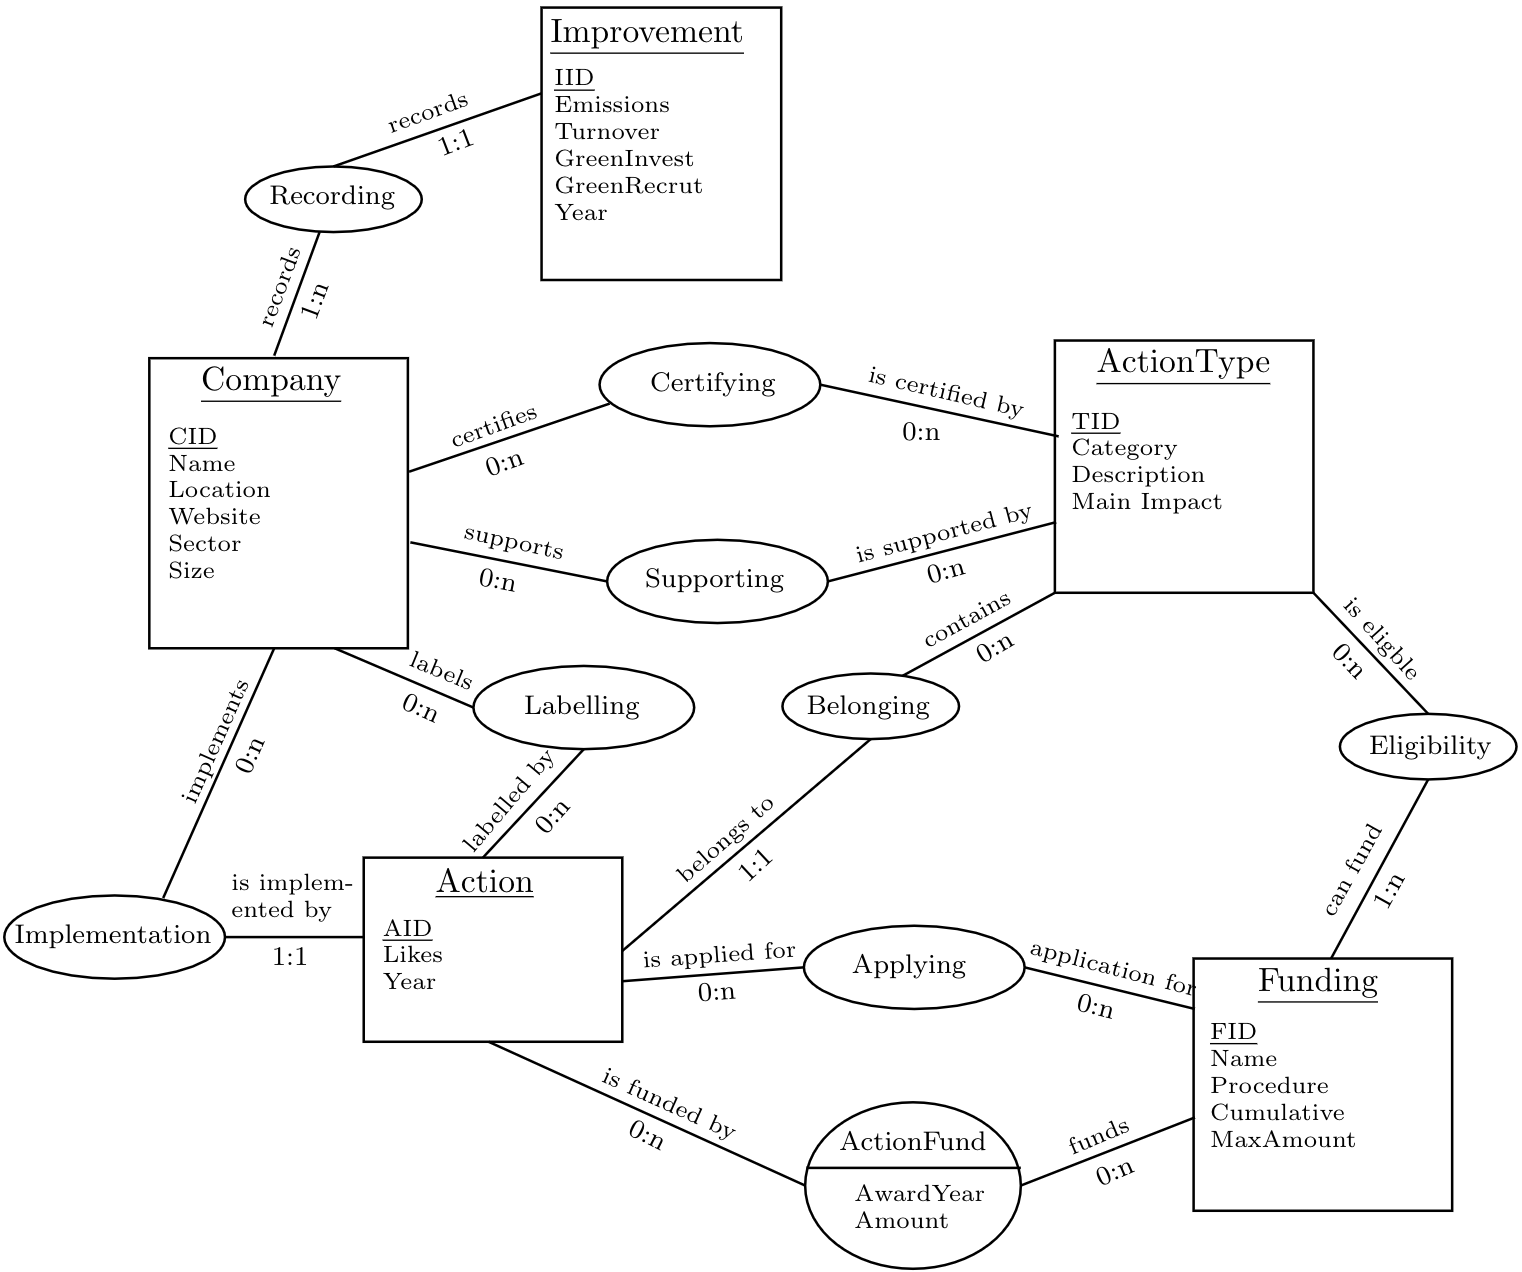 Improvement
IID
Emissions
Turnover
GreenInvest
GreenRecrut
Year
records
1:1
Recording
records
1:n
Company
CID
Name
Location
Website
Sector
Size
certifies
0:n
Certifying
is certified by
0:n
ActionType
TID
Category
Description
Main Impact
supports
0:n
Supporting
is supported by
0:n
labels
0:n
Labelling
labelled by
0:n
contains
0:n
Belonging
belongs to
1:1
is eligble
0:n
Eligibility
can fund
1:n
implements
0:n
Implementation
is implem-
ented by
1:1
Action
AID
Likes
Year
is applied for
0:n
Applying
application for
0:n
Funding
FID
Name
Procedure
Cumulative
MaxAmount
is funded by
0:n
ActionFund
AwardYear
Amount
funds
0:n